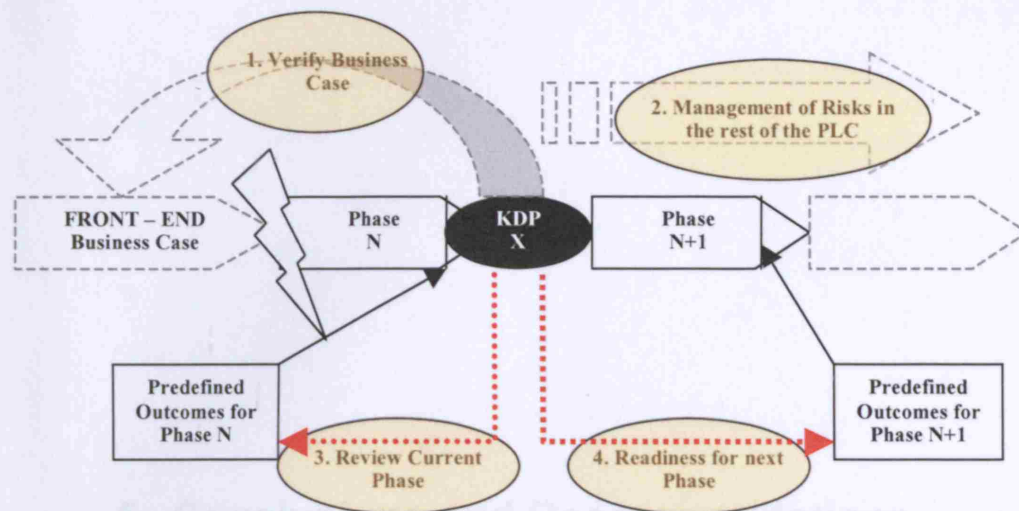 1. Verify Business
Case
2. Management of Risks in
the rest of the PLC
FRONT – END
Business Case
Phase
N
KDP
X
Phase
N+1
Predefined
Outcomes for
Phase N
3. Review Current
Phase
4. Readiness for next
Phase
Predefined
Outcomes for
Phase N+1